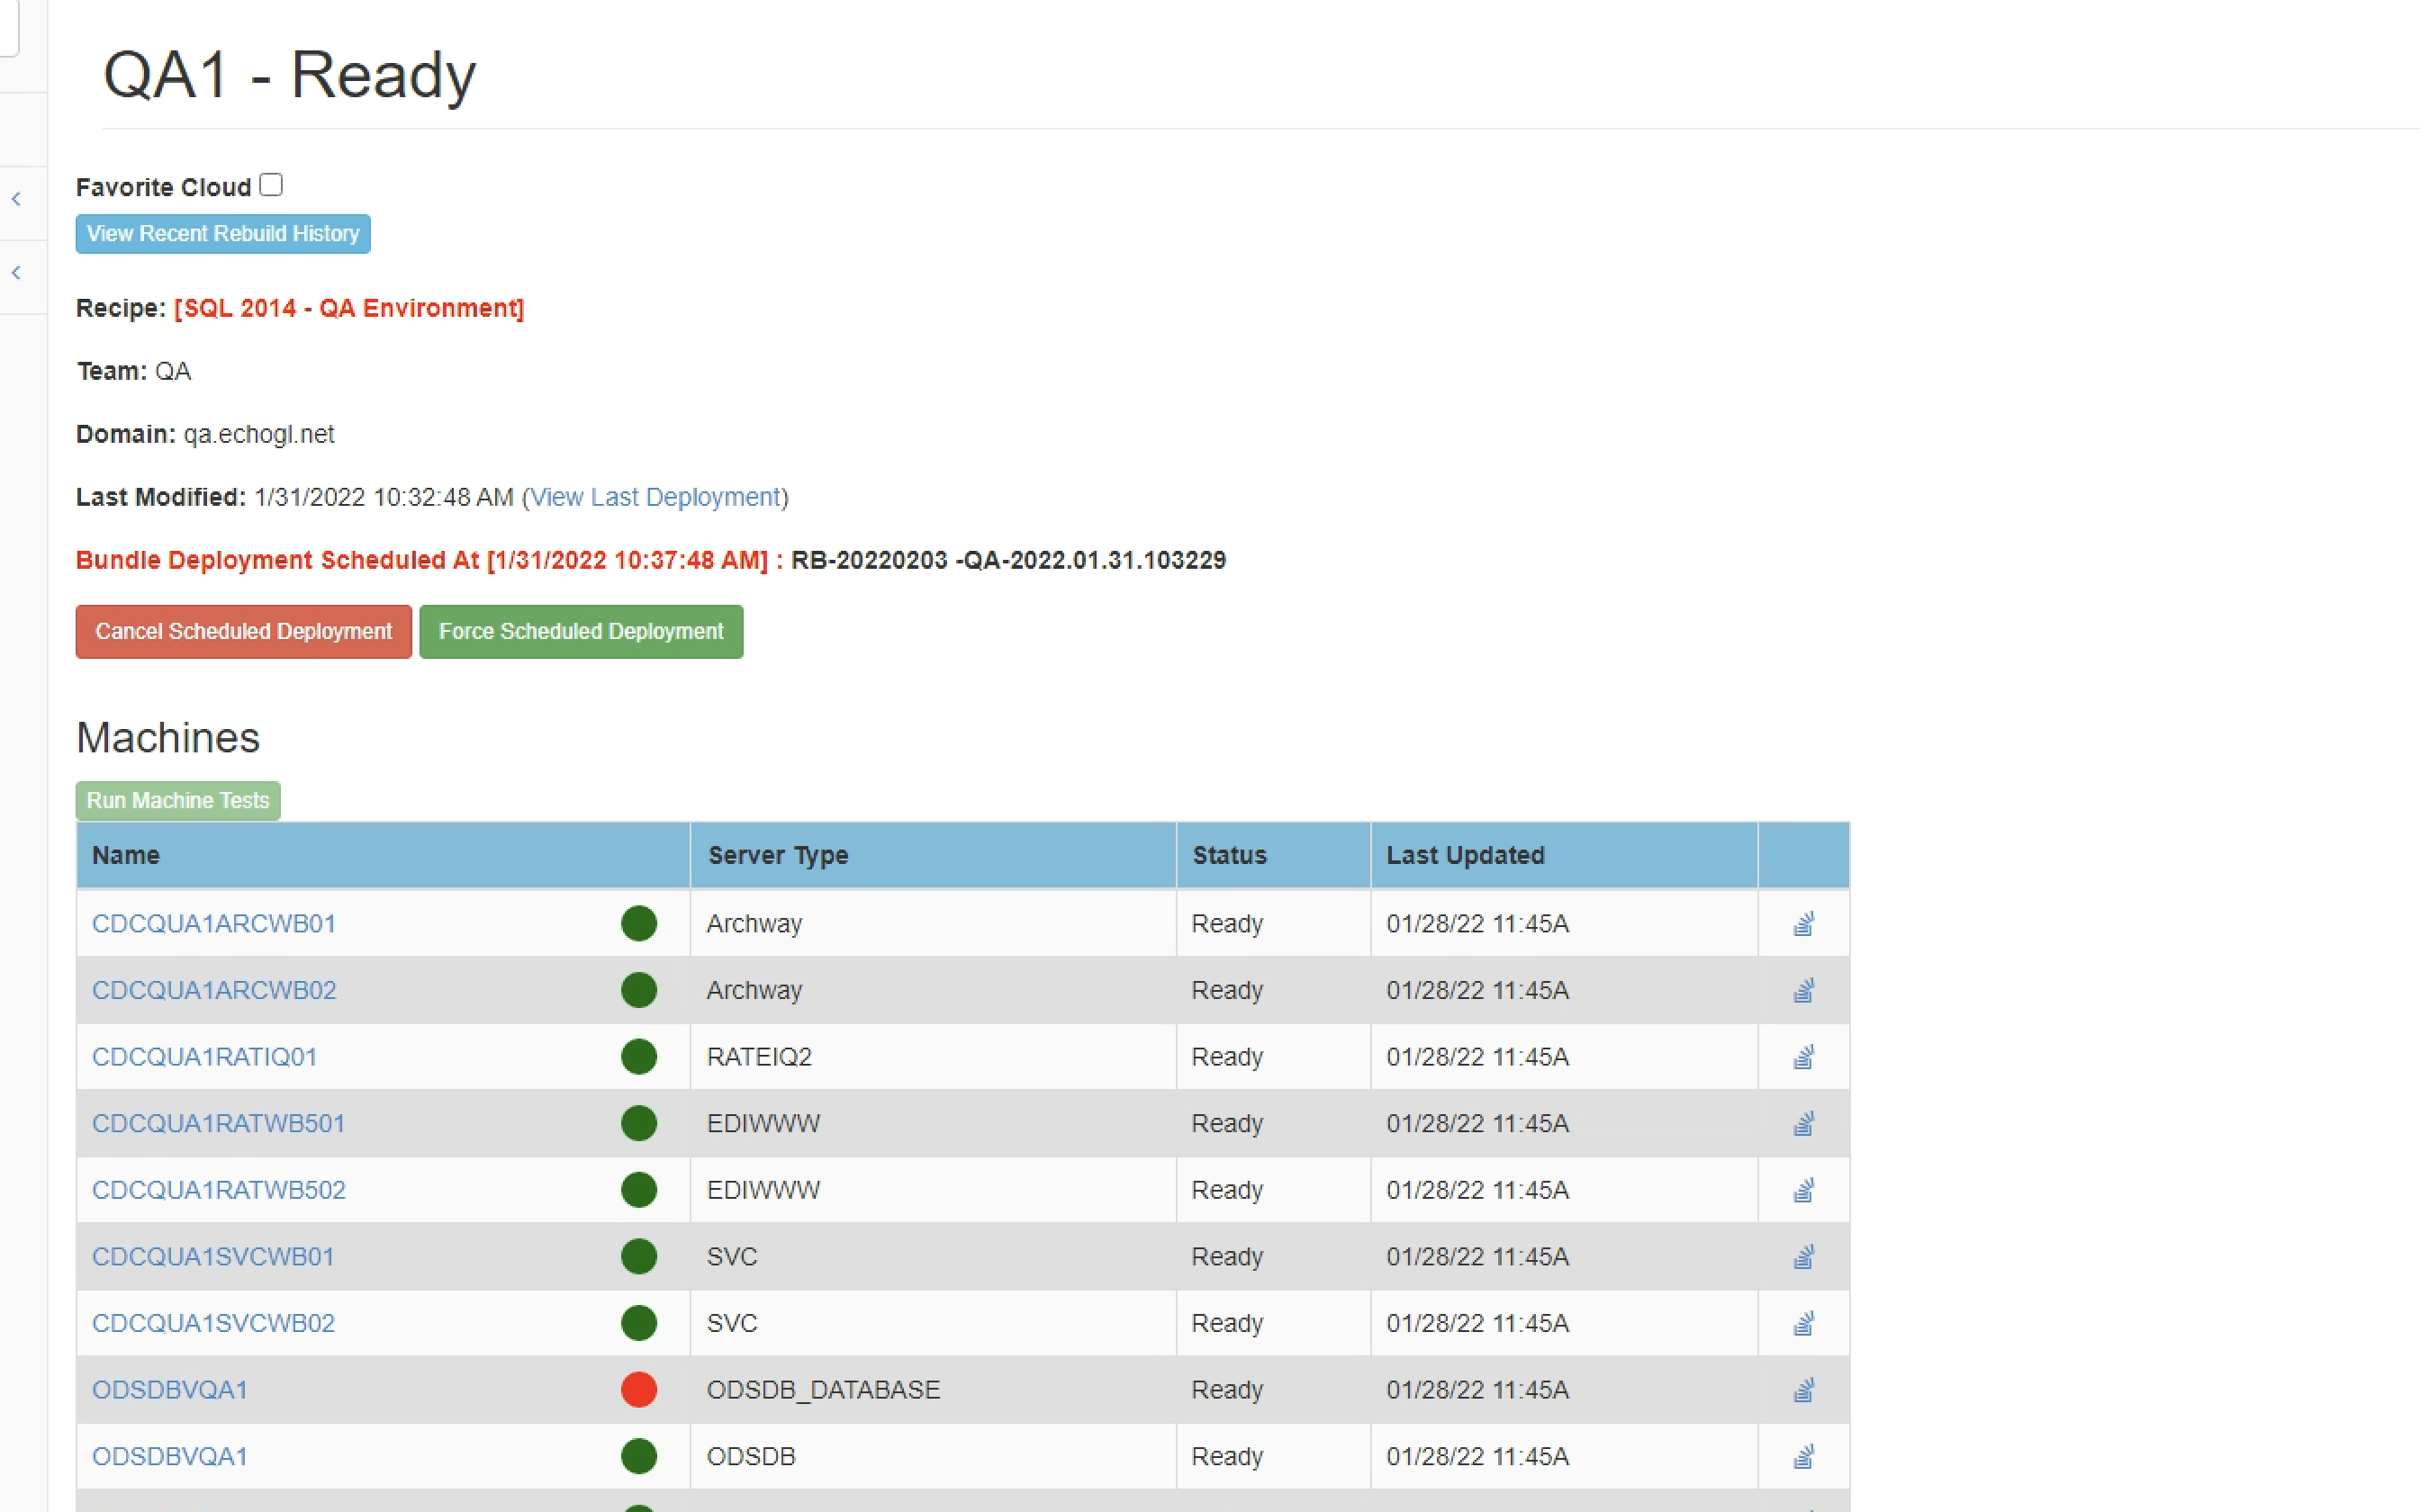 QA1 - Ready
Favorite Cloud
View Recent Rebuild History
Recipe: [SQL 2014 - QA Environment]
Team: QA
Domain: qa.echogl.net
Last Modified: 1/31/2022 10:32:48 AM (View Last Deployment)
Bundle Deployment Scheduled At [1/31/2022 10:37:48 AM] : RB-20220203 -QA-2022.01.31.103229
Cancel Scheduled Deployment Force Scheduled Deployment
Machines
Run Machine Tests
Name Server Type Status Last Updated
CDCQUA1ARCWB01 Archway Ready 01/28/22 11:45A
CDCQUA1ARCWB02 Archway Ready 01/28/22 11:45A
CDCQUA1RATIQ01 RATEIQ2 Ready 01/28/22 11:45A
CDCQUA1RATWB501 EDIWWW Ready 01/28/22 11:45A
CDCQUA1RATWB502 EDIWWW Ready 01/28/22 11:45A
CDCQUA1SVCWB01 SVC Ready 01/28/22 11:45A
CDCQUA1SVCWB02 SVC Ready 01/28/22 11:45A
ODSDBVQA1 ODSDB_DATABASE Ready 01/28/22 11:45A
ODSDBVQA1 ODSDB Ready 01/28/22 11:45A